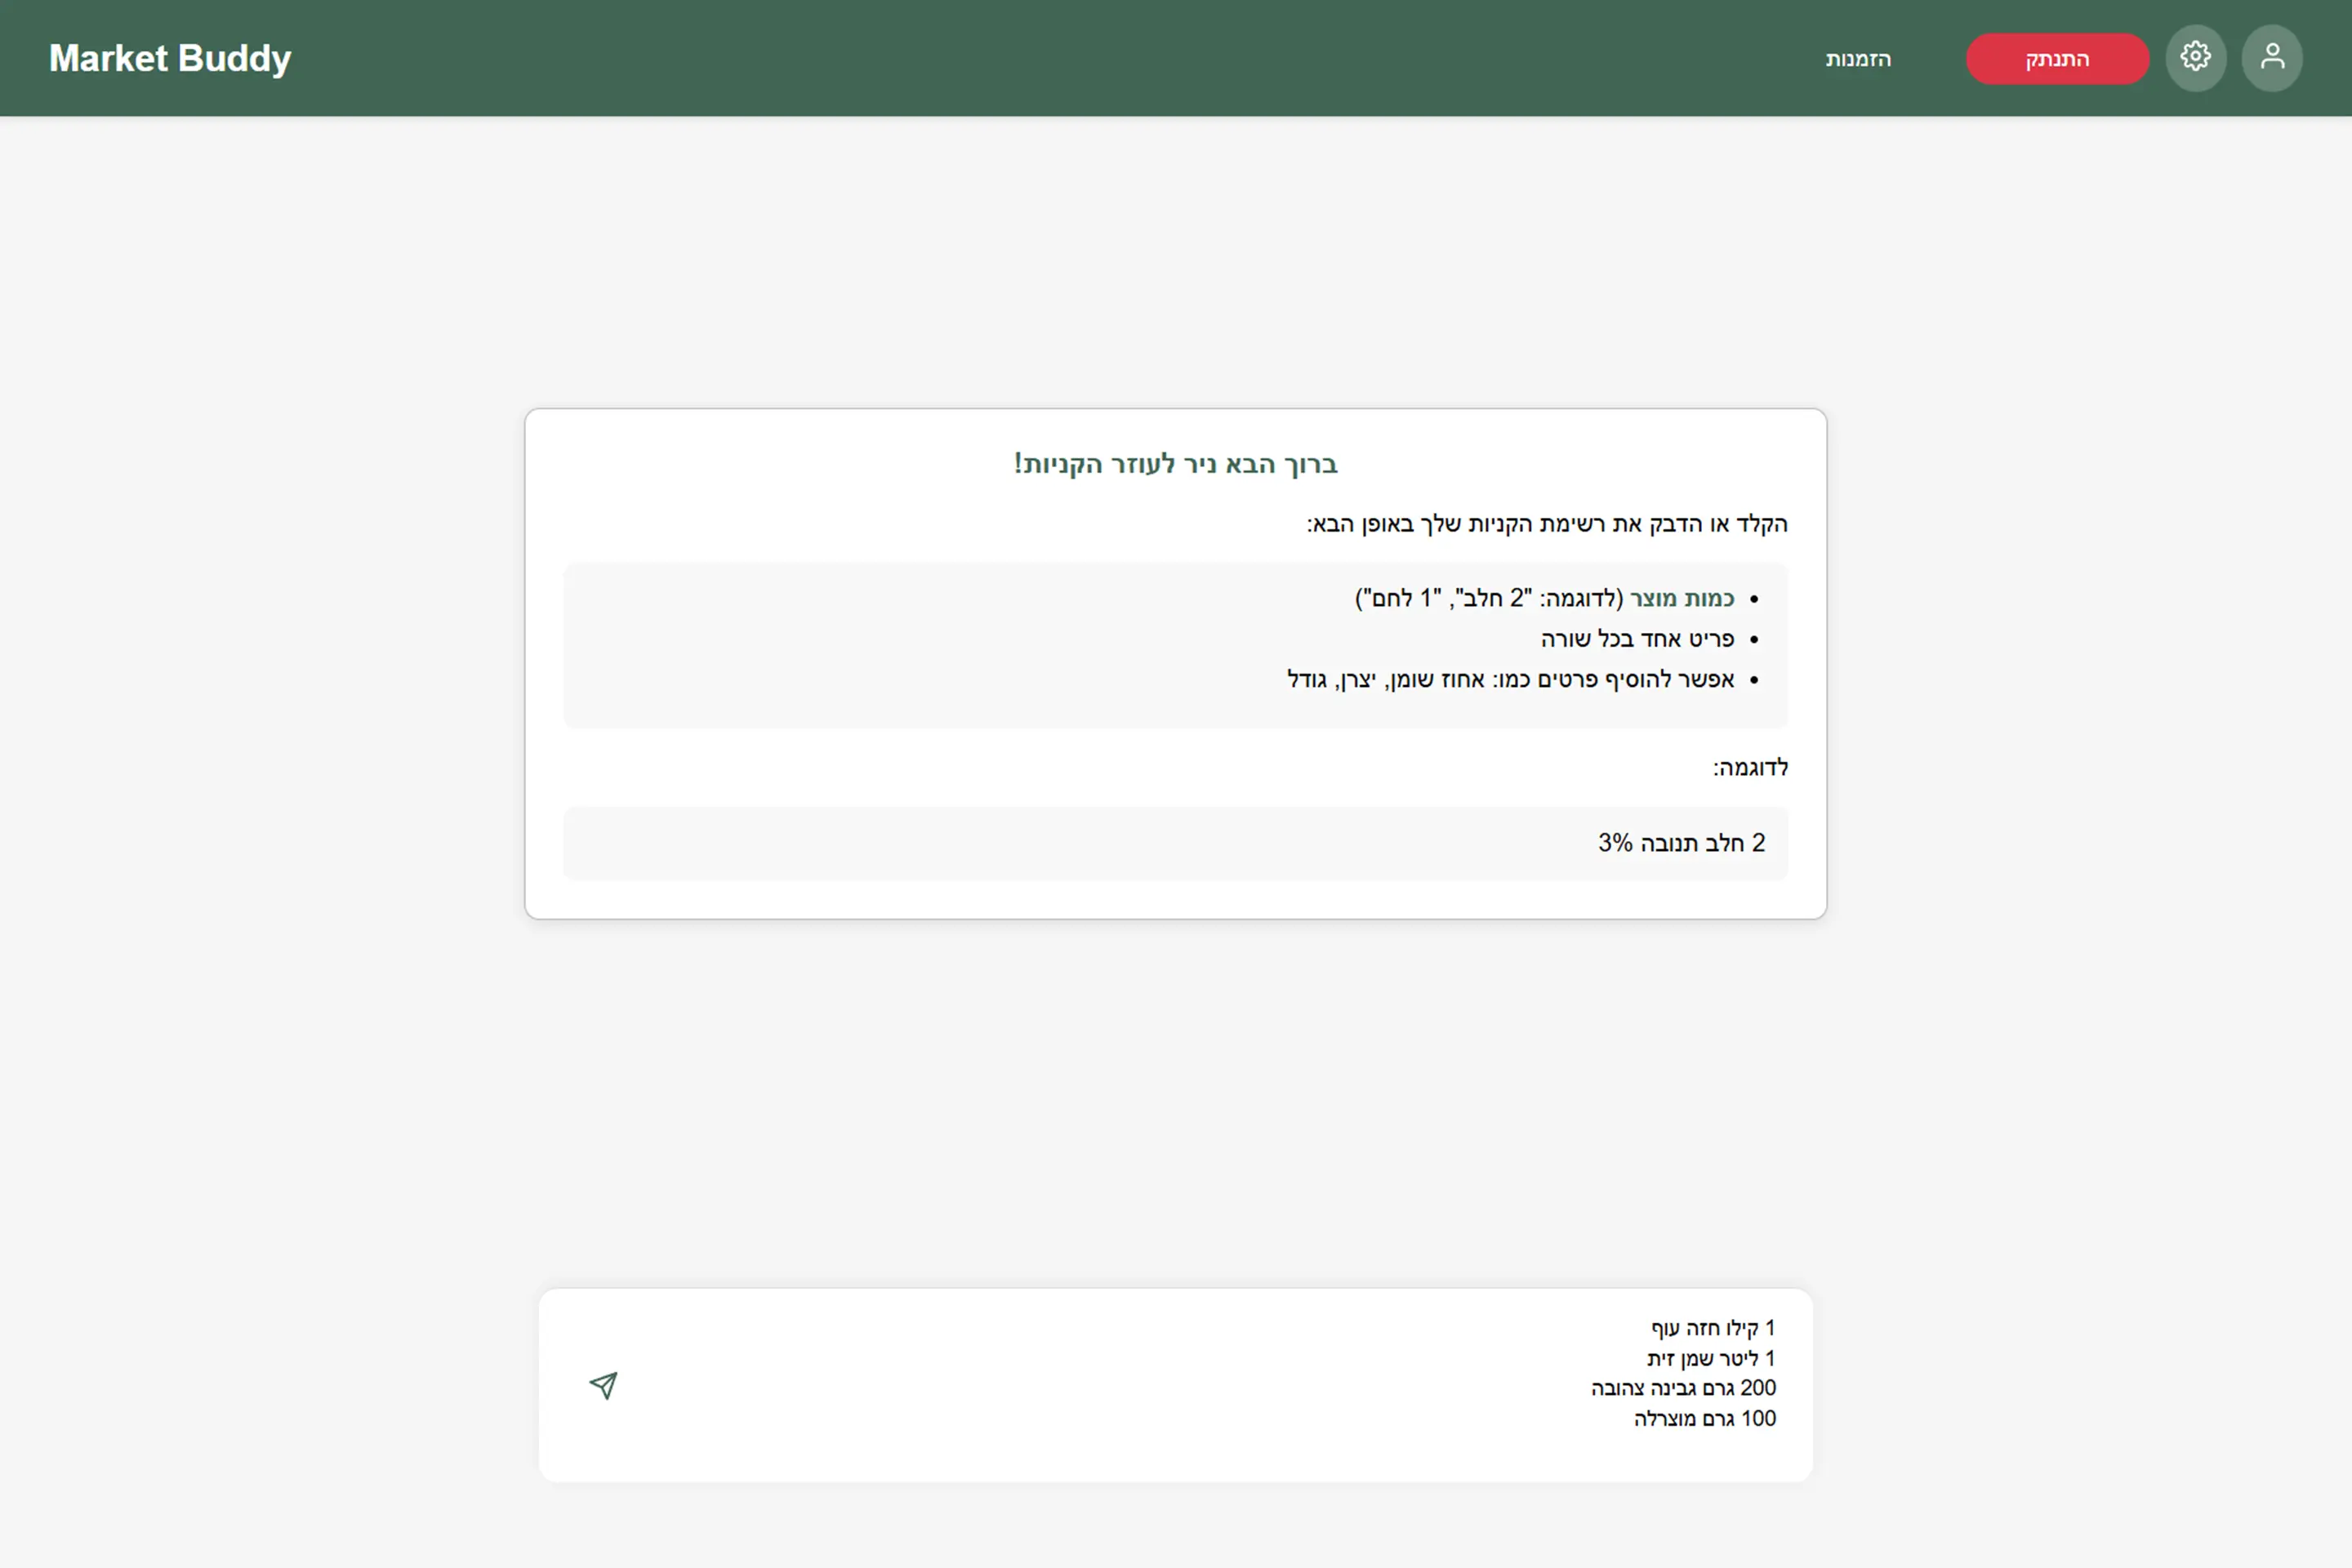 Market Buddy
הזמנות
התנתק
ברוך הבא ניר לעוזר הקניות!
הקלד או הדבק את רשימת הקניות שלך באופן הבא:
• כמות מוצר (לדוגמה: "2 חלב", "1 לחם")
• פריט אחד בכל שורה
• אפשר להוסיף פרטים כמו: אחוז שומן, יצרן, גודל
לדוגמה:
2 חלב תנובה 3%
1 קילו חזה עוף
1 ליטר שמן זית
200 גרם גבינה צהובה
100 גרם מוצרלה